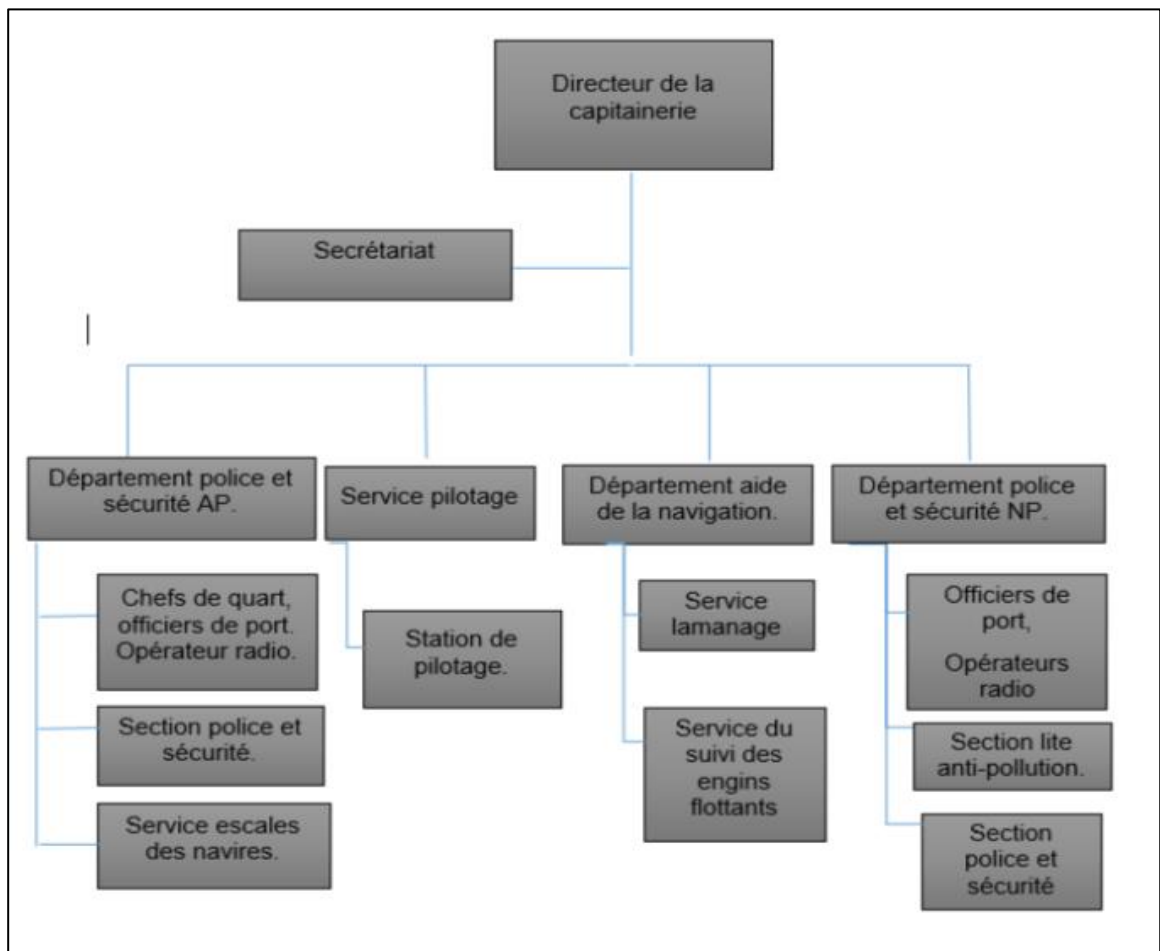 Directeur de la
capitainerie
Secrétariat
Département police et
sécurité AP.
Chefs de quart,
officiers de port.
Opérateur radio.
Section police et
sécurité.
Service escales
des navires.
Service pilotage
Station de
pilotage.
Département aide
de la navigation.
Service
lamanage
Service du
suivi des
engins
flottants
Département police
et sécurité NP.
Officiers de
port,
Opérateurs
radio
Section lite
anti-pollution.
Section
police et
sécurité